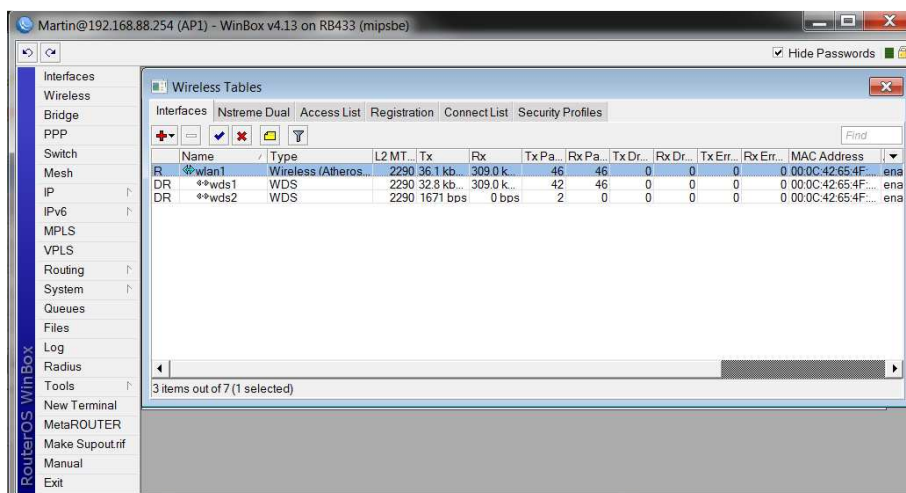 Martin@192.168.88.254 (AP1) - WinBox v4.13 on RB433 (mipsbe)
Hide Passwords
Interfaces
Wireless
Bridge
PPP
Switch
Mesh
IP
IPv6
MPLS
VPLS
Routing
System
Queues
Files
Log
Radius
Tools
New Terminal
MetaROUTER
Make Supout.rif
Manual
Exit
RouterOS WinBox
Wireless Tables
Interfaces Nstreme Dual Access List Registration Connect List Security Profiles
Find
Name Type L2 MT... Tx Rx Tx Pa... Rx Pa... Tx Dr... Rx Dr... Tx Err... Rx Err... MAC Address
R wlan1 Wireless (Atheros... 2290 36.1 kb... 309.0 k... 46 46 0 0 0 0 00:0C:42:65:4F:... ena
DR wds1 WDS 2290 32.8 kb... 309.0 k... 42 46 0 0 0 0 00:0C:42:65:4F:... ena
DR wds2 WDS 2290 1671 bps 0 bps 2 0 0 0 0 0 00:0C:42:65:4F:... ena
3 items out of 7 (1 selected)